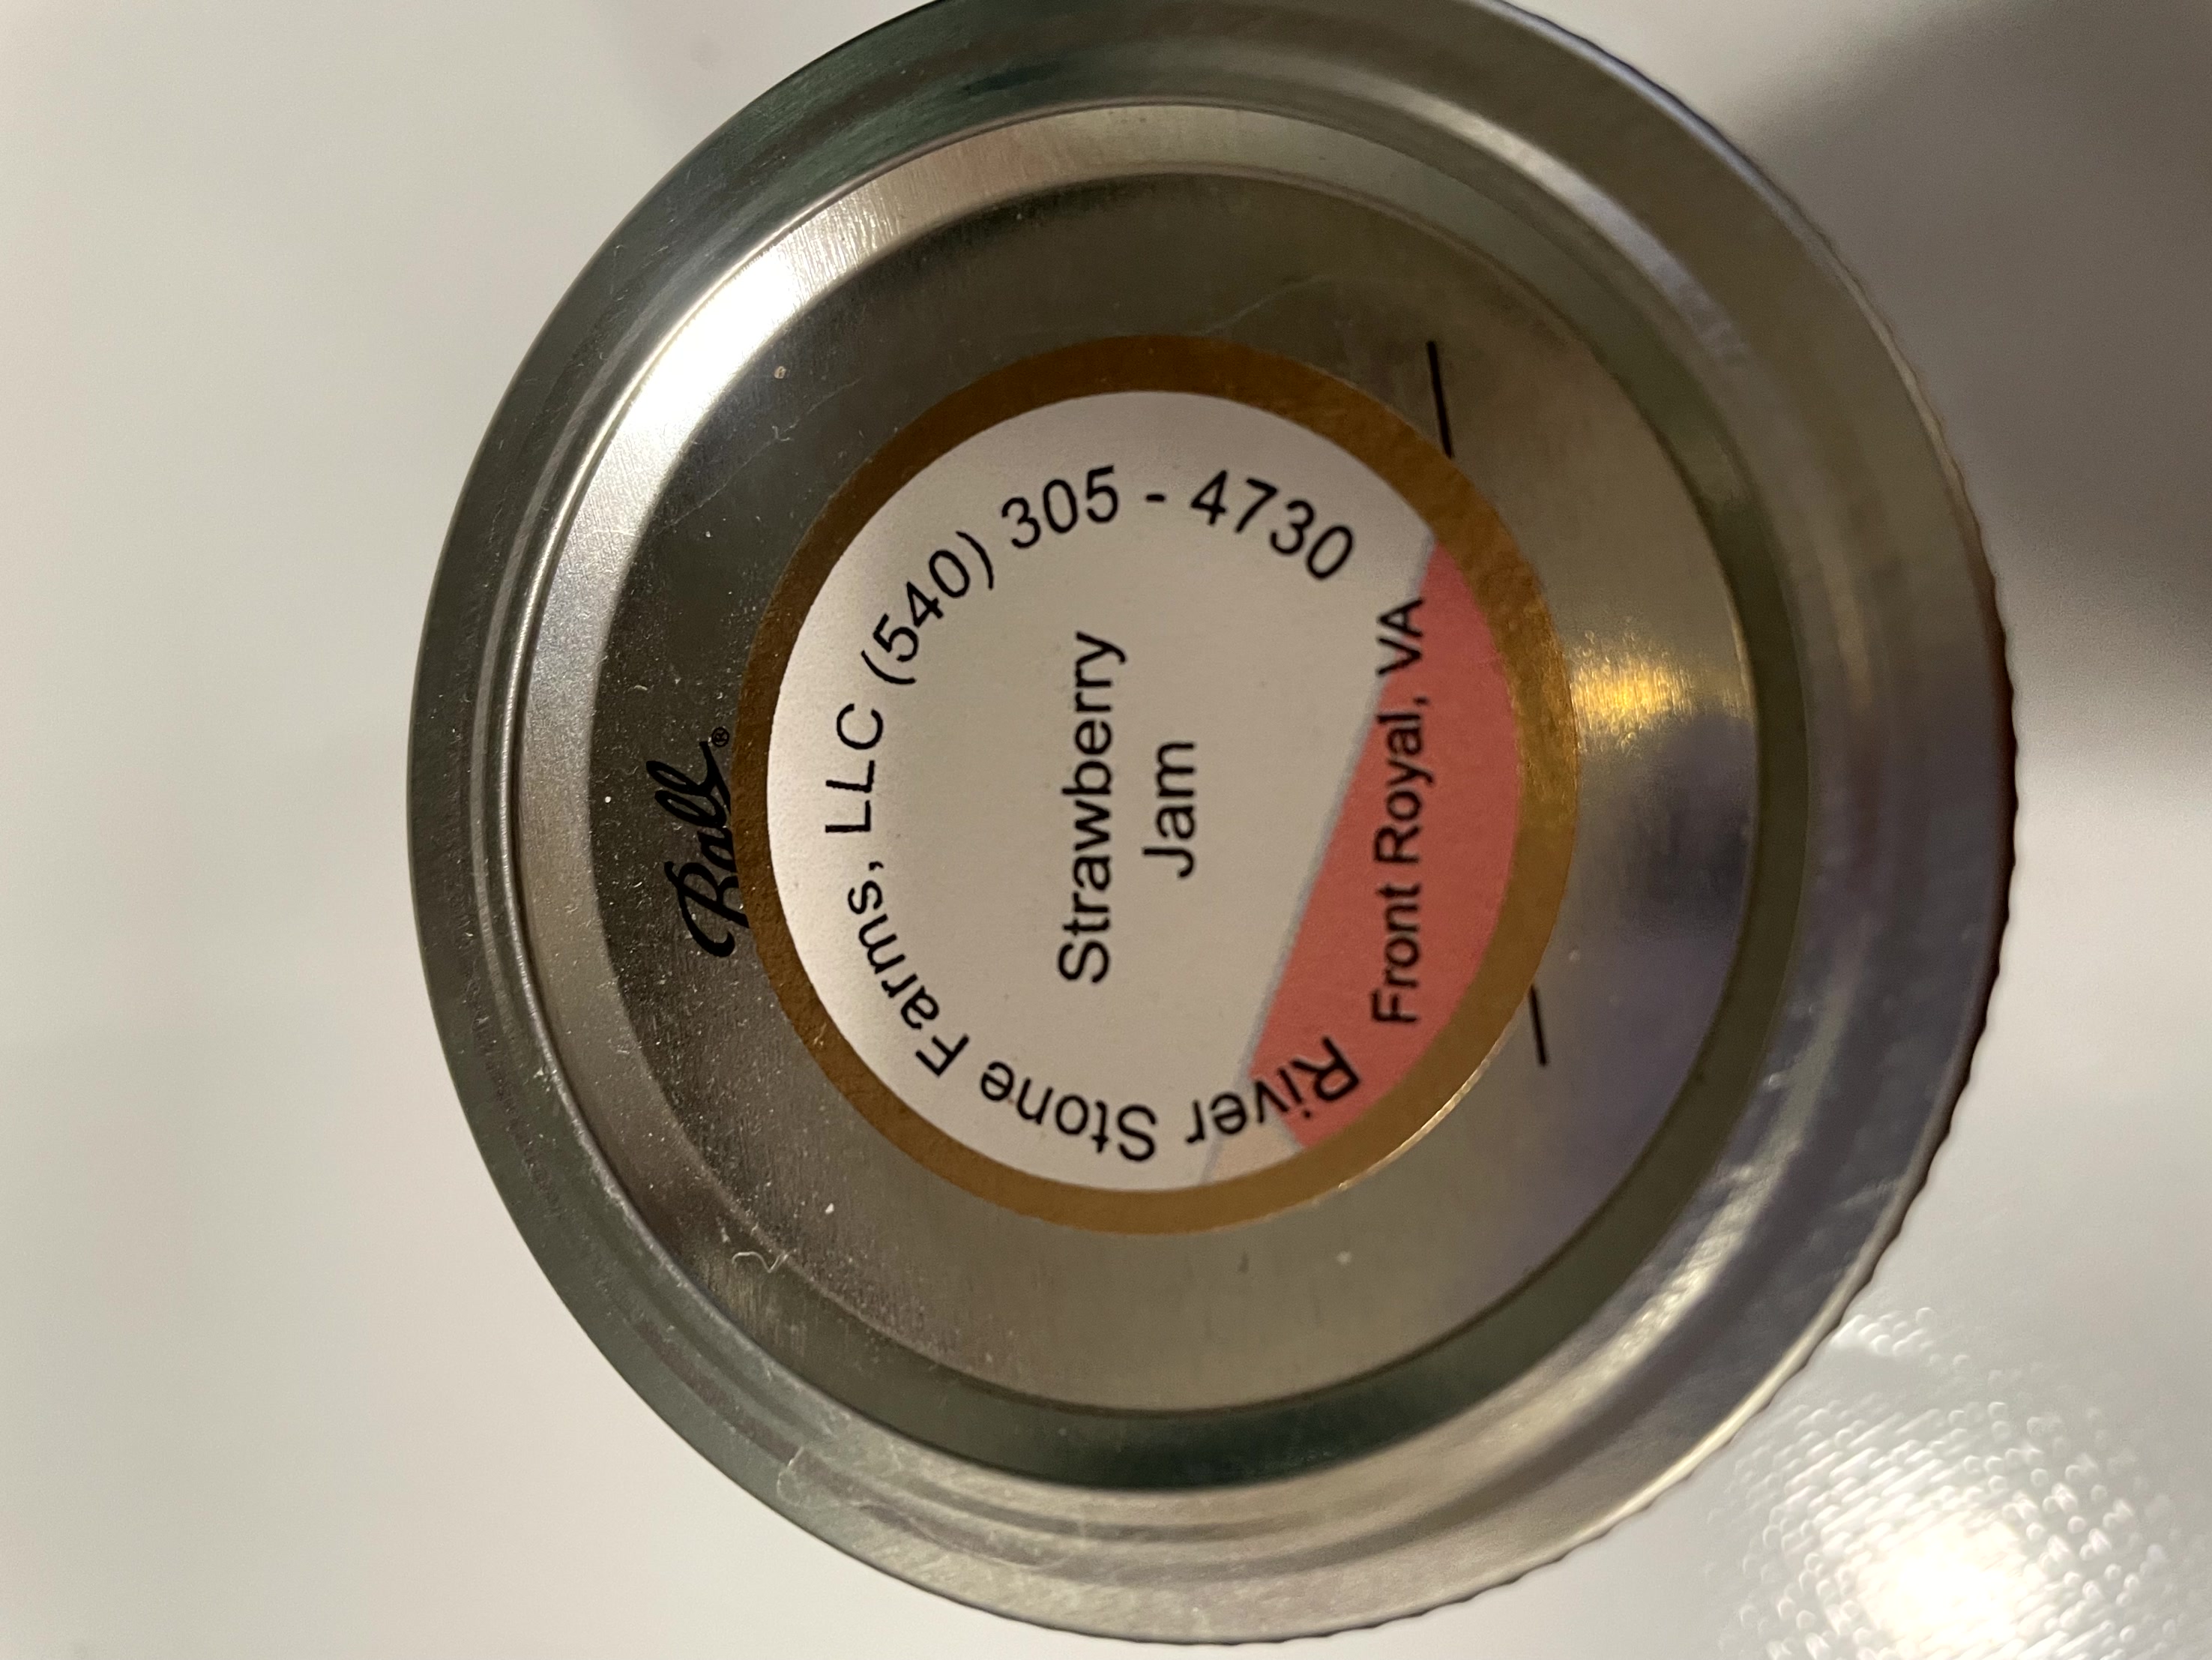 Ball®
River Stone Farms, LLC (540) 305 - 4730
Strawberry
Jam
Front Royal, VA